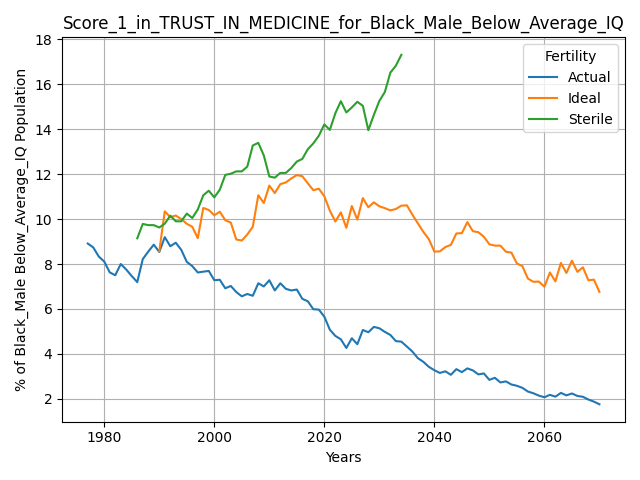 Score_1_in_TRUST_IN_MEDICINE_for_Black_Male_Below_Average_IQ
% of Black_Male Below_Average_IQ Population
18
16
14
12
10
8
6
4
2
Fertility
Actual
Ideal
Sterile
1980
2000
2020
2040
2060
Years